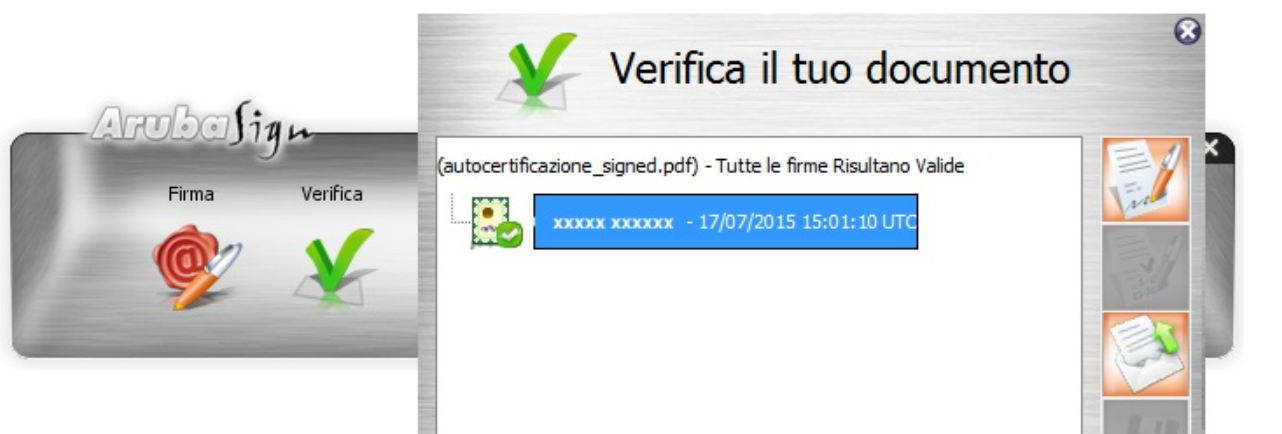 Verifica il tuo documento
ArubaSign
Firma
Verifica
(autocertificazione_signed.pdf) - Tutte le firme Risultano Valide
xxxxx xxxxxx - 17/07/2015 15:01:10 UTC